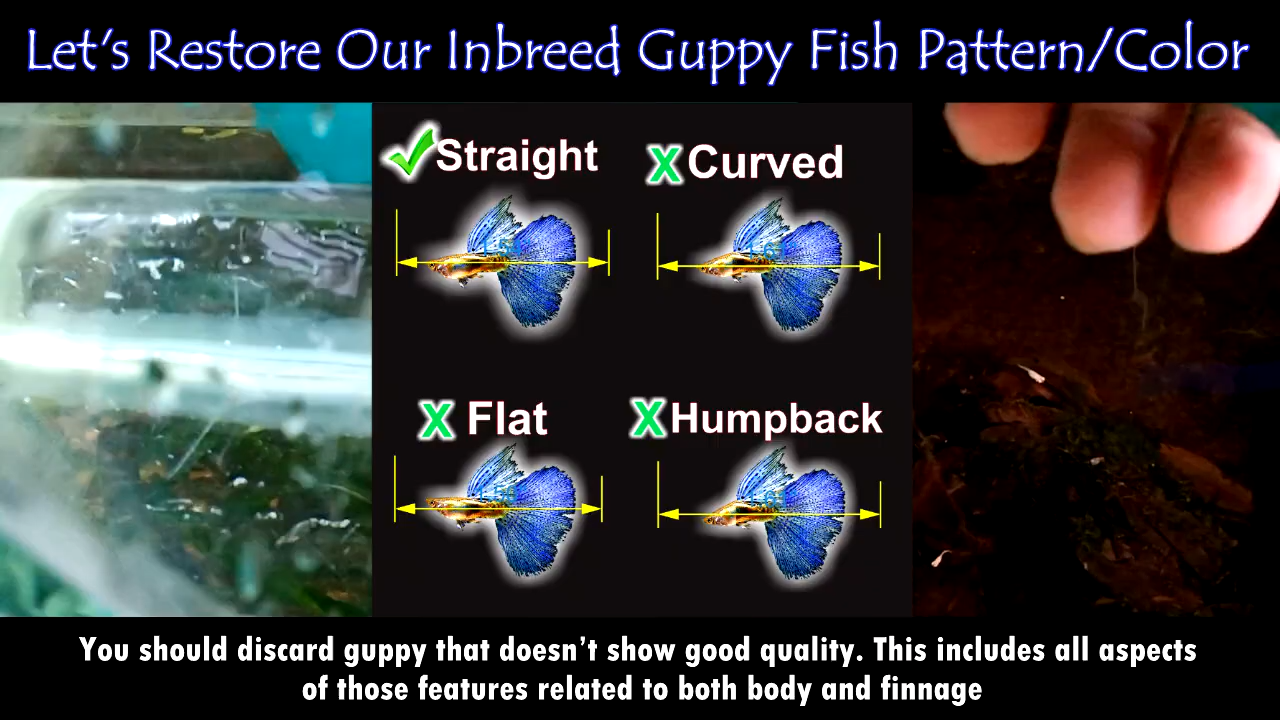 Let's Restore Our Inbreed Guppy Fish Pattern/Color
Straight
X Curved
X Flat
X Humpback
You should discard guppy that doesn't show good quality. This includes all aspects
of those features related to both body and finnage